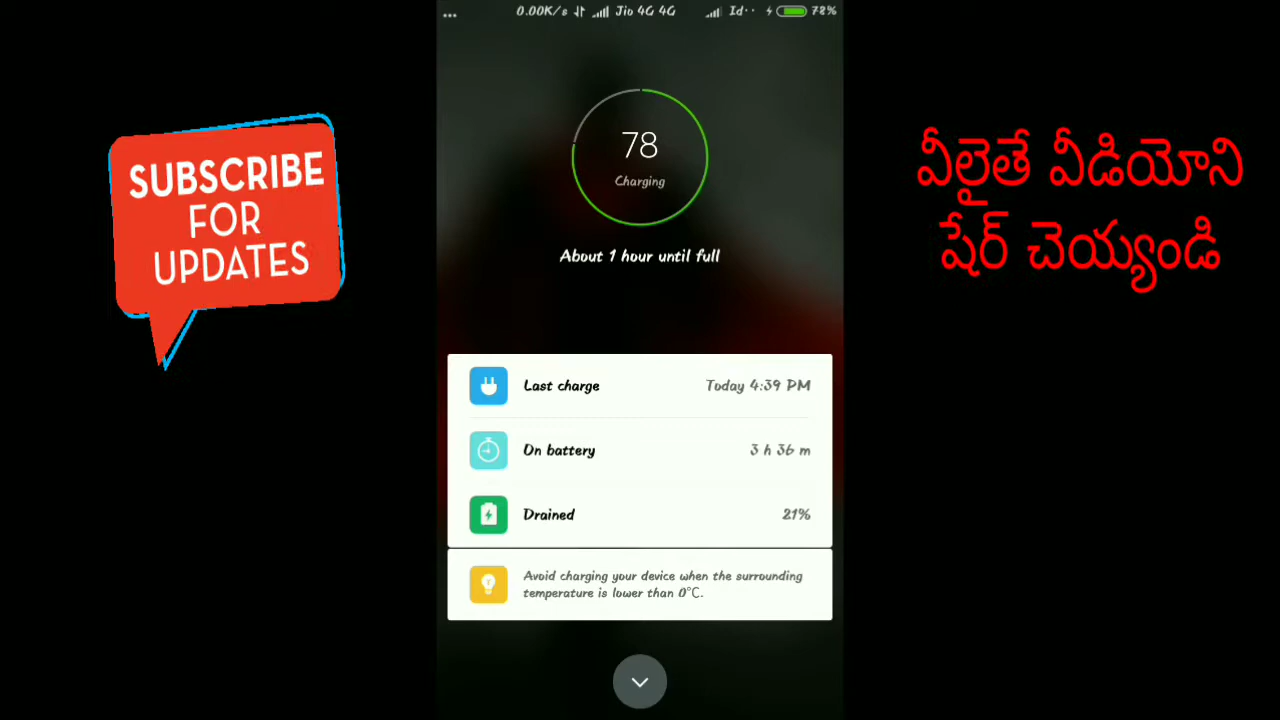 ... 0.00K/s Jio 4G 4G Id·· 78%
SUBSCRIBE
FOR
UPDATES
78
Charging
About 1 hour until full
వీలైతే వీడియోని
షేర్ చెయ్యండి
Last charge Today 4:39 PM
On battery 3 h 36 m
Drained 21%
Avoid charging your device when the surrounding
temperature is lower than 0°C.